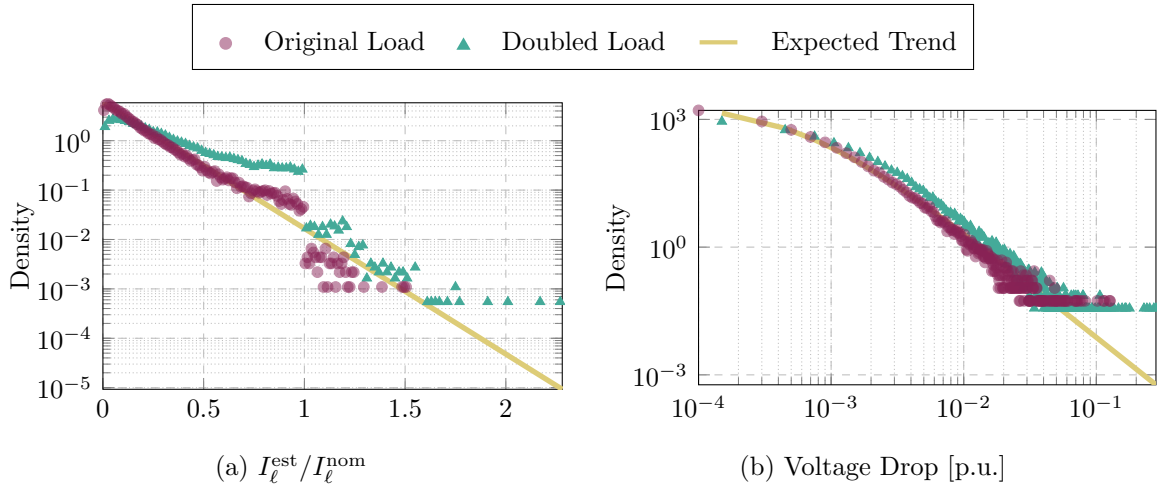 Original Load Doubled Load Expected Trend
Density
10^0
10^−1
10^−2
10^−3
10^−4
10^−5
0 0.5 1 1.5 2
(a) I_ℓ^est/I_ℓ^nom
Density
10^3
10^0
10^−3
10^−4 10^−3 10^−2 10^−1
(b) Voltage Drop [p.u.]